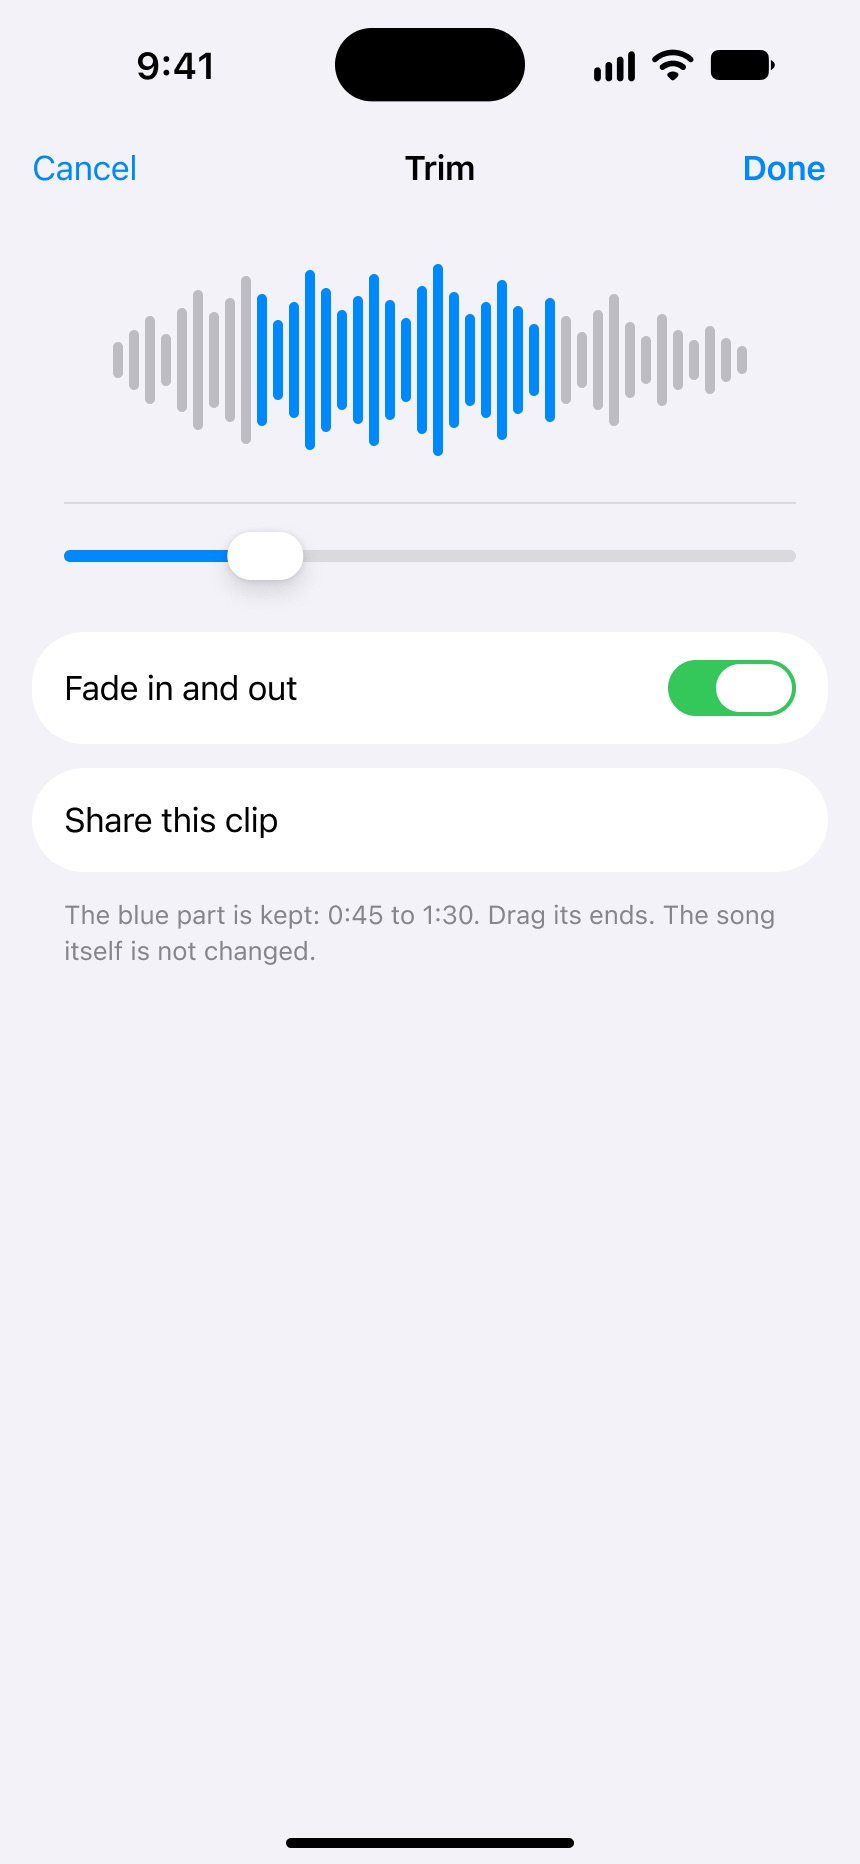 9:41
Cancel
Trim
Done
Fade in and out
Share this clip
The blue part is kept: 0:45 to 1:30. Drag its ends. The song
itself is not changed.